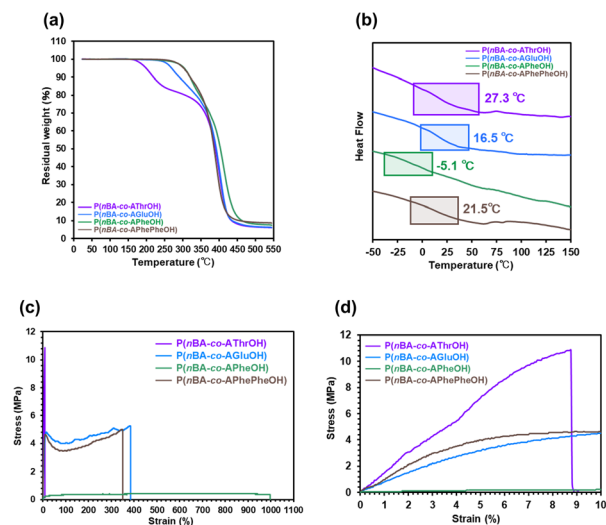 (a)
110
100
90
80
70
60
50
40
30
20
10
0
Residual weight (%)
P(nBA-co-AThrOH)
P(nBA-co-AGluOH)
P(nBA-co-APheOH)
P(nBA-co-APhePheOH)
0 50 100 150 200 250 300 350 400 450 500 550
Temperature (℃)
(b)
P(nBA-co-AThrOH)
P(nBA-co-AGluOH)
P(nBA-co-APheOH)
P(nBA-co-APhePheOH)
27.3 ℃
16.5 ℃
-5.1 ℃
21.5℃
Heat Flow
-50 -25 0 25 50 75 100 125 150
Temperature (℃)
(c)
12
10
8
6
4
2
0
Stress (MPa)
P(nBA-co-AThrOH)
P(nBA-co-AGluOH)
P(nBA-co-APheOH)
P(nBA-co-APhePheOH)
0 100 200 300 400 500 600 700 800 900 1000 1100
Strain (%)
(d)
12
10
8
6
4
2
0
Stress (MPa)
P(nBA-co-AThrOH)
P(nBA-co-AGluOH)
P(nBA-co-APheOH)
P(nBA-co-APhePheOH)
0 1 2 3 4 5 6 7 8 9 10
Strain (%)